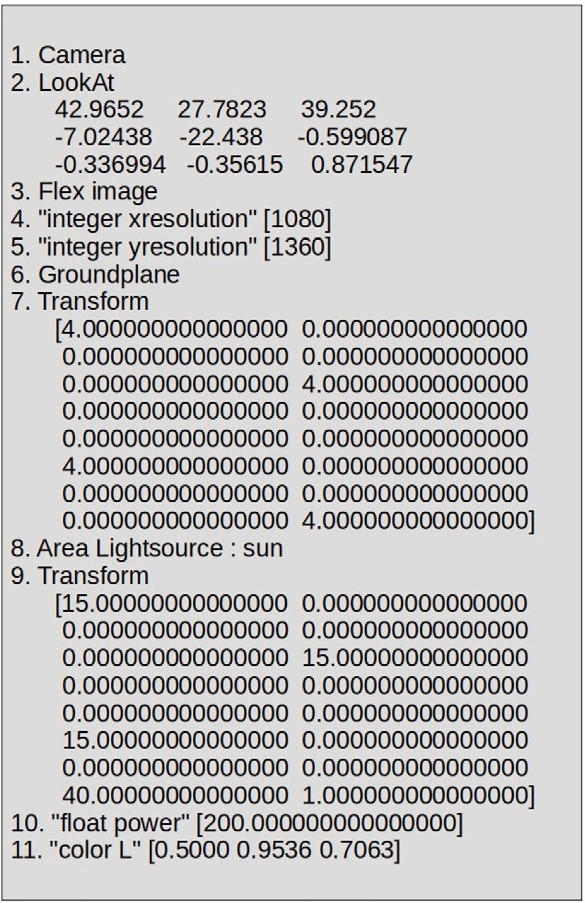 1. Camera
2. LookAt
42.9652 27.7823 39.252
-7.02438 -22.438 -0.599087
-0.336994 -0.35615 0.871547
3. Flex image
4. "integer xresolution" [1080]
5. "integer yresolution" [1360]
6. Groundplane
7. Transform
[4.000000000000000 0.000000000000000
0.000000000000000 0.000000000000000
0.000000000000000 4.000000000000000
0.000000000000000 0.000000000000000
0.000000000000000 0.000000000000000
4.000000000000000 0.000000000000000
0.000000000000000 0.000000000000000
0.000000000000000 4.000000000000000]
8. Area Lightsource : sun
9. Transform
[15.00000000000000 0.000000000000000
0.000000000000000 0.000000000000000
0.000000000000000 15.00000000000000
0.000000000000000 0.000000000000000
0.000000000000000 0.000000000000000
15.00000000000000 0.000000000000000
0.000000000000000 0.000000000000000
40.00000000000000 1.000000000000000]
10. "float power" [200.000000000000000]
11. "color L" [0.5000 0.9536 0.7063]